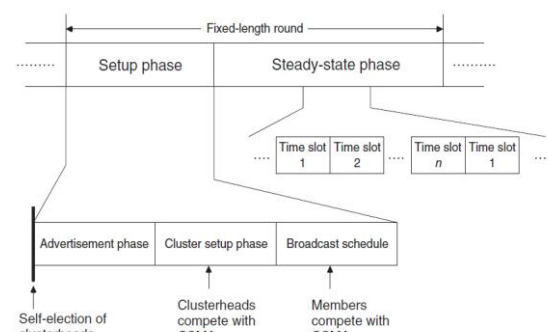 Fixed-length round
......... Setup phase Steady-state phase ..........
.... Time slot 1 Time slot 2 .... Time slot n Time slot 1 ...
Advertisement phase Cluster setup phase Broadcast schedule
Self-election of
Clusterheads
compete with
Members
compete with